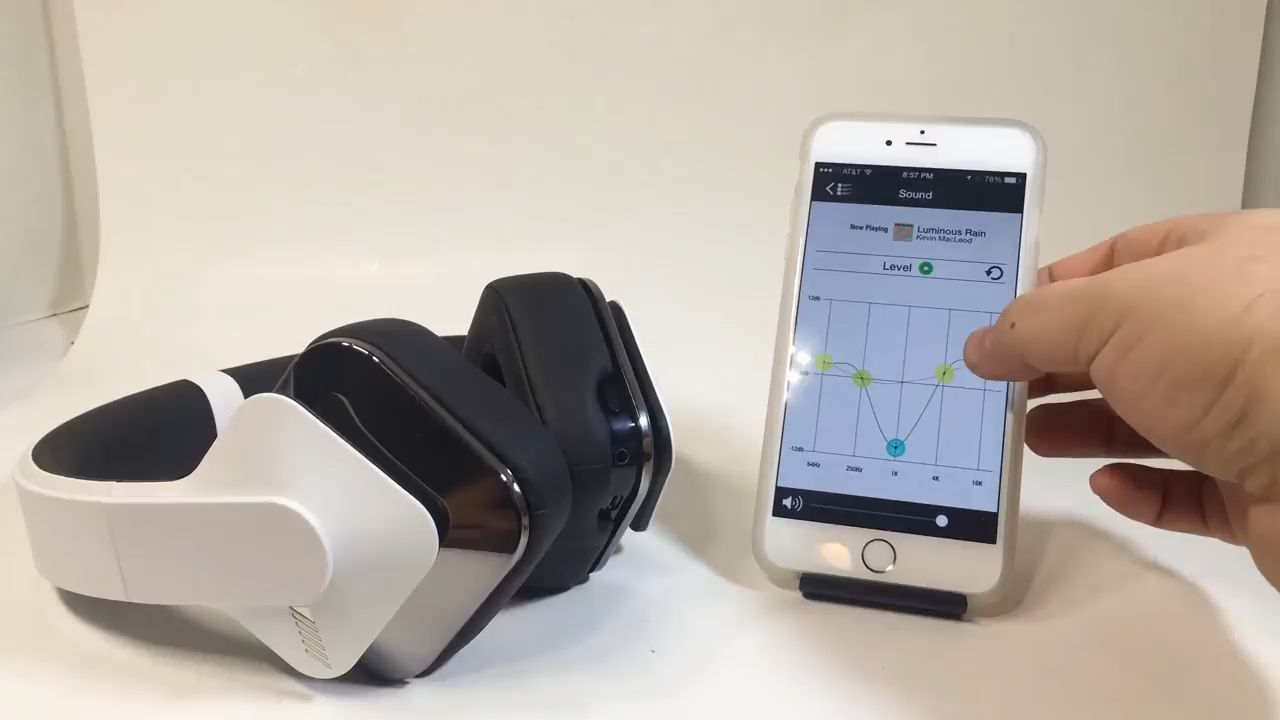 AT&T 8:57 PM 78%
Sound
Now Playing Luminous Rain
Kevin MacLeod
Level
12db
-12db
64Hz 250Hz 1K 4K 16K